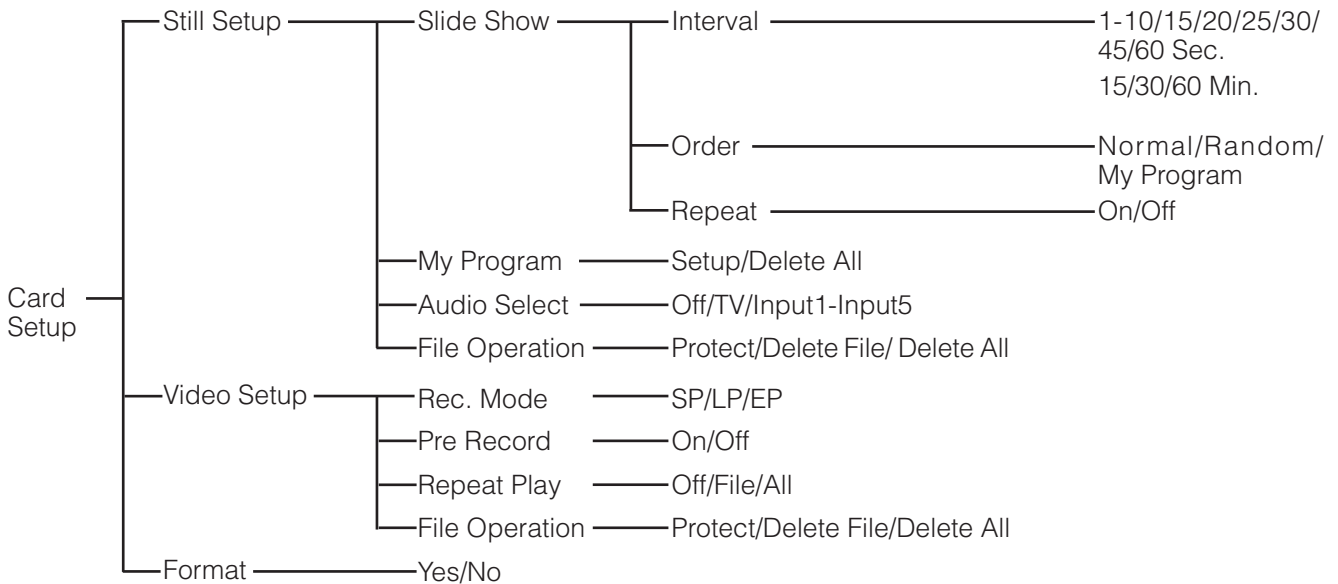 Still Setup Slide Show Interval 1-10/15/20/25/30/
45/60 Sec.
15/30/60 Min.
Order Normal/Random/
My Program
Repeat On/Off
My Program Setup/Delete All
Card
Setup
Audio Select Off/TV/Input1-Input5
File Operation Protect/Delete File/ Delete All
Video Setup Rec. Mode SP/LP/EP
Pre Record On/Off
Repeat Play Off/File/All
File Operation Protect/Delete File/Delete All
Format Yes/No